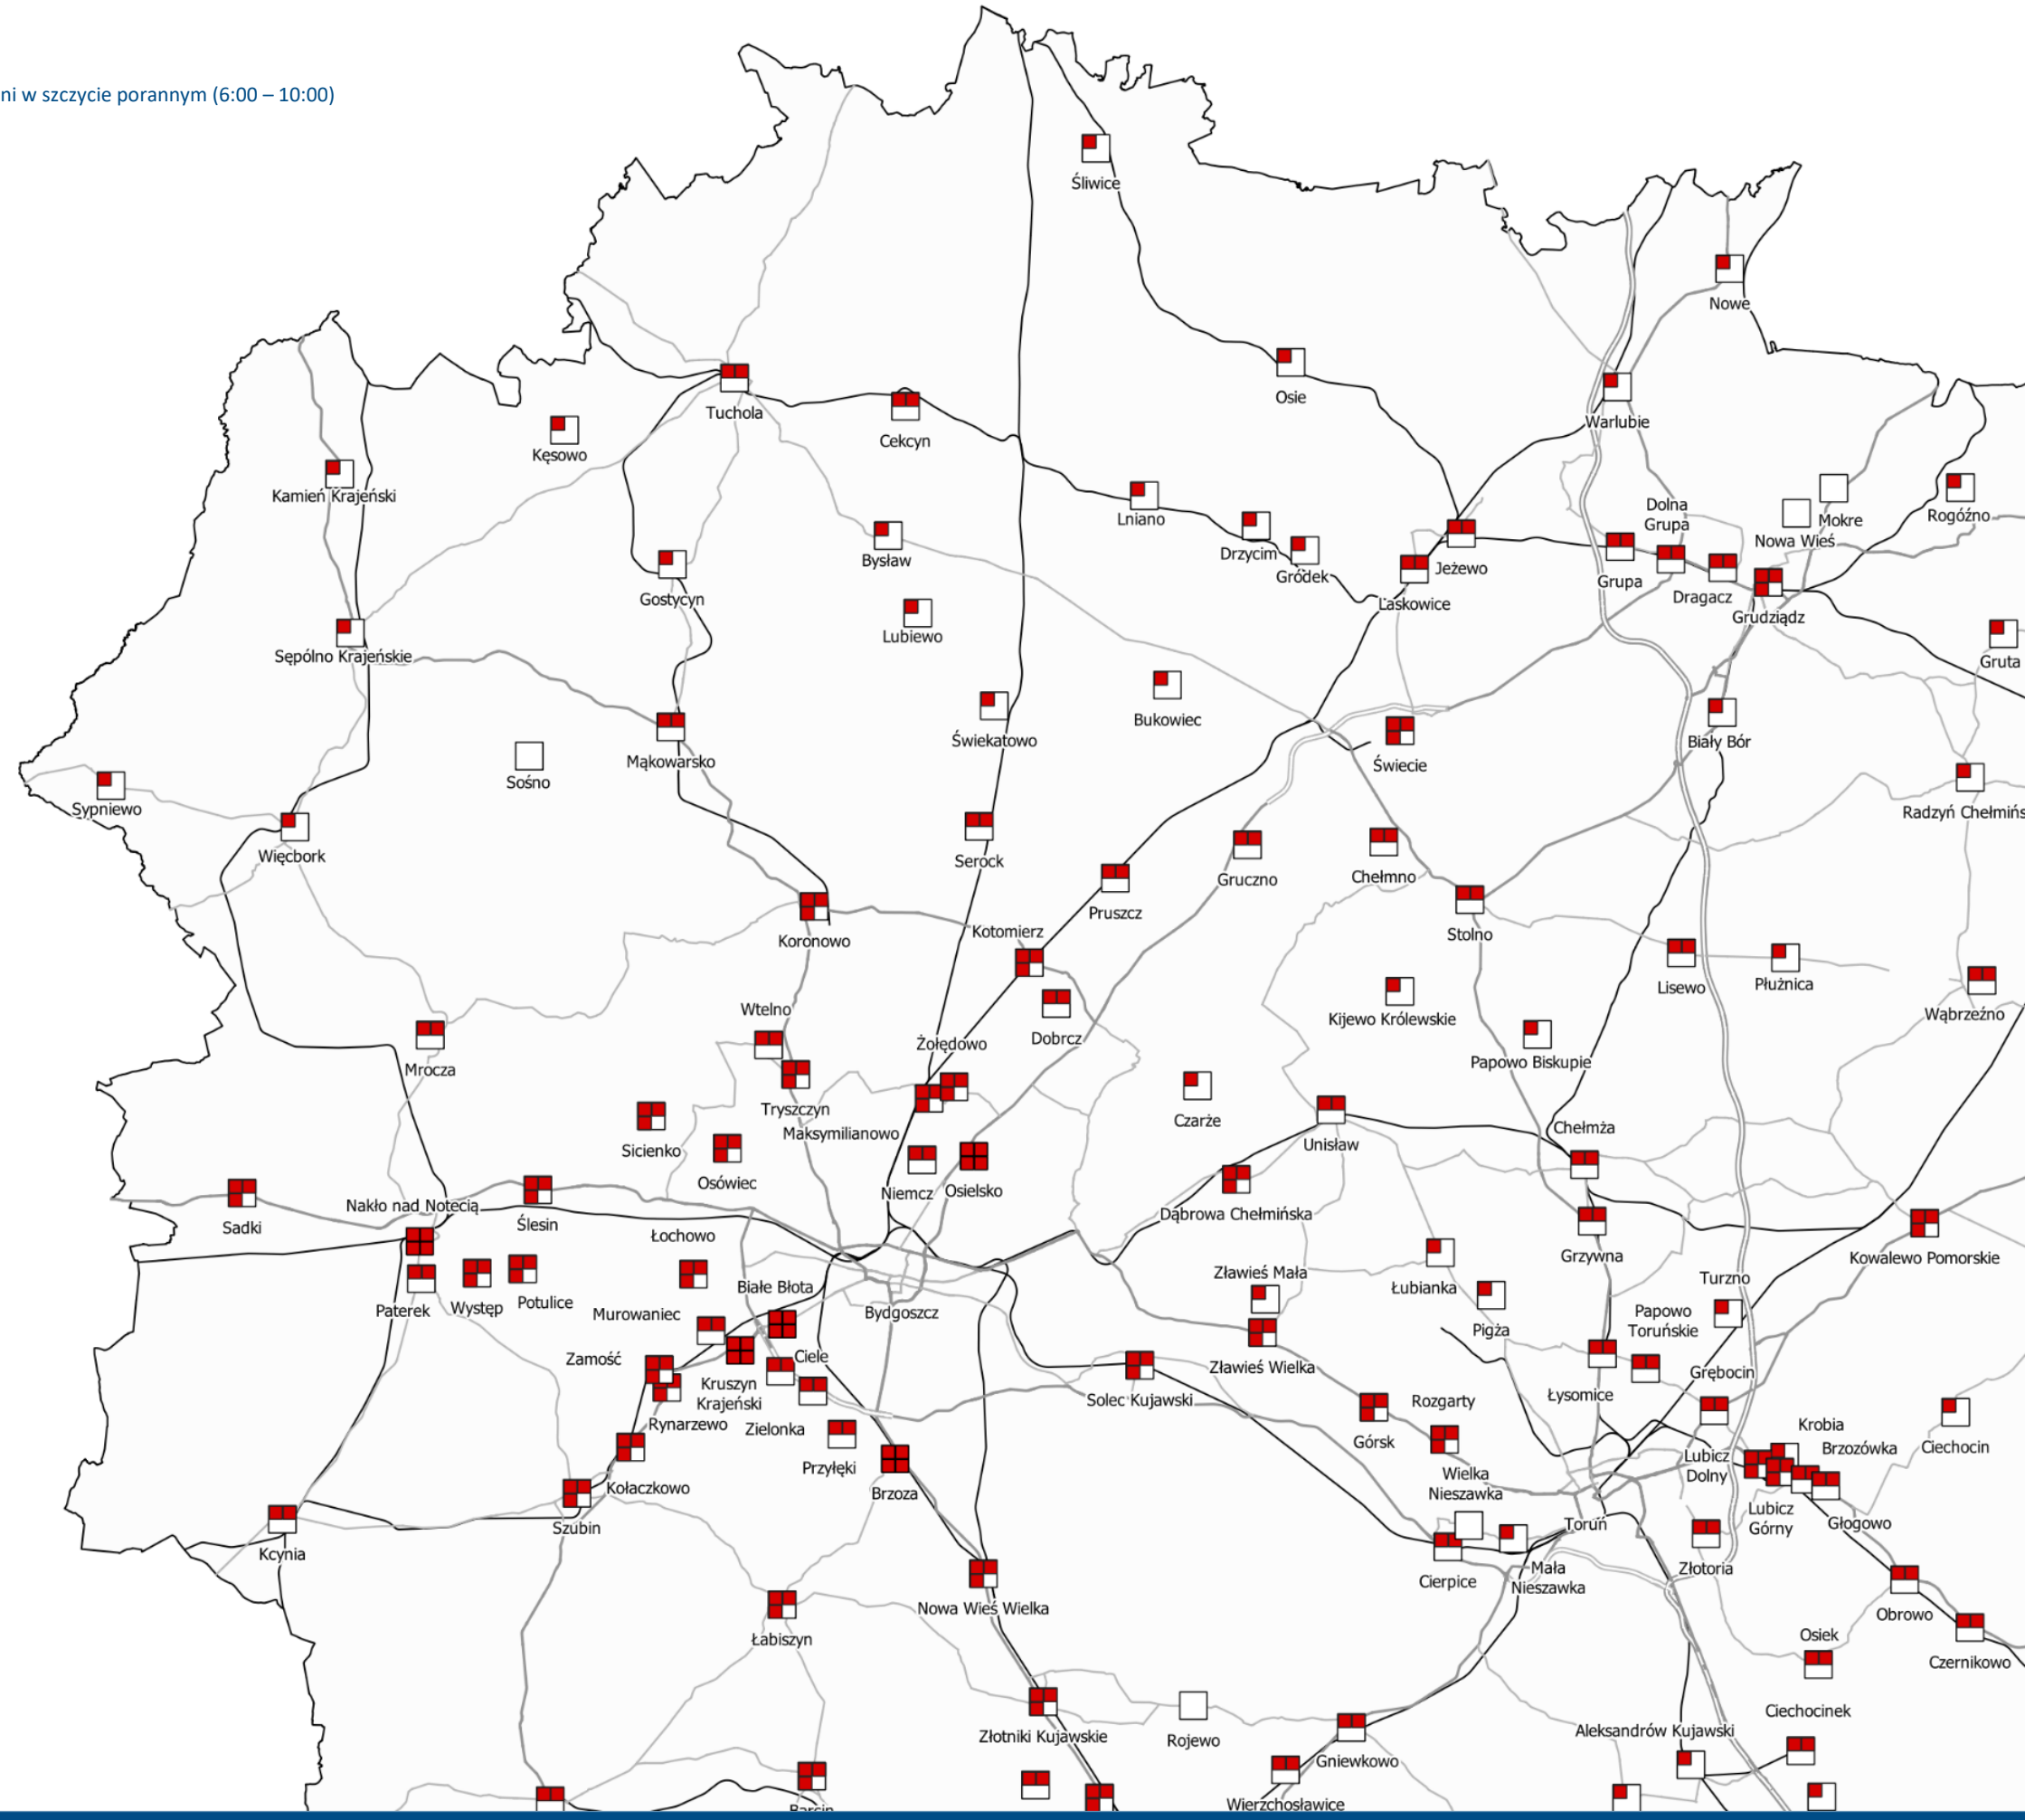 ni w szczycie porannym (6:00 – 10:00)
Śliwice
Nowe
Osie
Tuchola
Warlubie
Cekcyn
Kęsowo
Kamień Krajeński
Lniano
Dolna
Grupa
Mokre
Rogóźno
Nowa Wieś
Drzycim
Bysław
Gródek
Jeżewo
Grupa
Dragacz
Gostycyn
Laskowice
Grudziądz
Lubiewo
Sępólno Krajeńskie
Gruta
Bukowiec
Świekatowo
Biały Bór
Mąkowarsko
Świecie
Sośno
Sypniewo
Radzyń Chełmińs
Więcbork
Serock
Chełmno
Gruczno
Pruszcz
Kotomierz
Stolno
Koronowo
Lisewo
Płużnica
Wtelno
Wąbrzeźno
Kijewo Królewskie
Dobrcz
Żołędowo
Papowo Biskupie
Mrocza
Tryszczyn
Czarże
Chełmża
Maksymilianowo
Unisław
Sicienko
Osówiec
Niemcz
Osielsko
Nakło nad Notecią
Dąbrowa Chełmińska
Sadki
Ślesin
Łochowo
Grzywna
Kowalewo Pomorskie
Zławieś Mała
Turzno
Białe Błota
Łubianka
Potulice
Występ
Paterek
Murowaniec
Bydgoszcz
Papowo
Toruńskie
Pigża
Zamość
Ciele
Zławieś Wielka
Grębocin
Kruszyn
Krajeński
Łysomice
Solec Kujawski
Rozgarty
Rynarzewo
Zielonka
Krobia
Górsk
Brzozówka
Ciechocin
Lubicz
Dolny
Przyłęki
Wielka
Nieszawka
Kołaczkowo
Brzoza
Lubicz
Górny
Głogowo
Szubin
Toruń
Kcynia
Złotoria
Mała
Nieszawka
Cierpice
Nowa Wieś Wielka
Obrowo
Osiek
Łabiszyn
Czernikowo
Ciechocinek
Aleksandrów Kujawski
Złotniki Kujawskie
Rojewo
Gniewkowo
Wierzchosławice
Barcin